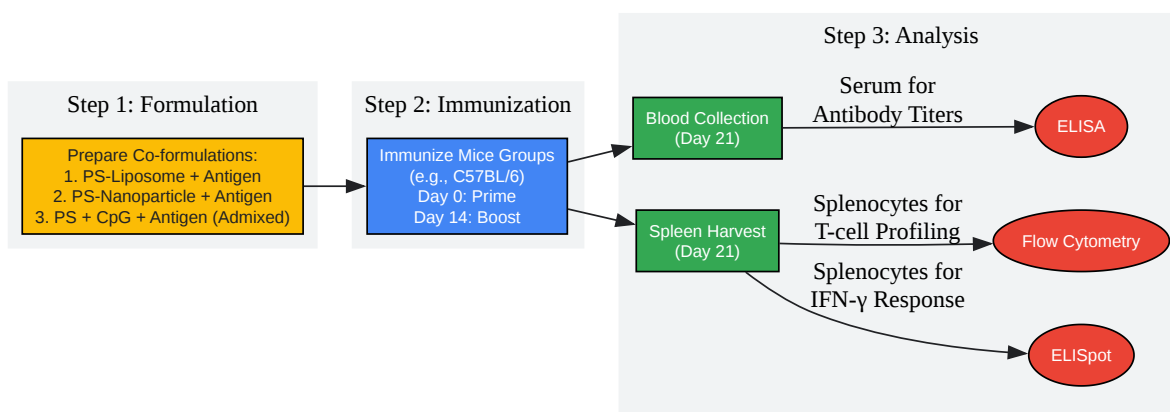 Step 1: Formulation
Prepare Co-formulations:
1. PS-Liposome + Antigen
2. PS-Nanoparticle + Antigen
3. PS + CpG + Antigen (Admixed)
Step 2: Immunization
Immunize Mice Groups
(e.g., C57BL/6)
Day 0: Prime
Day 14: Boost
Step 3: Analysis
Blood Collection
(Day 21)
Serum for
Antibody Titers
ELISA
Spleen Harvest
(Day 21)
Splenocytes for
T-cell Profiling
Flow Cytometry
Splenocytes for
IFN-γ Response
ELISpot